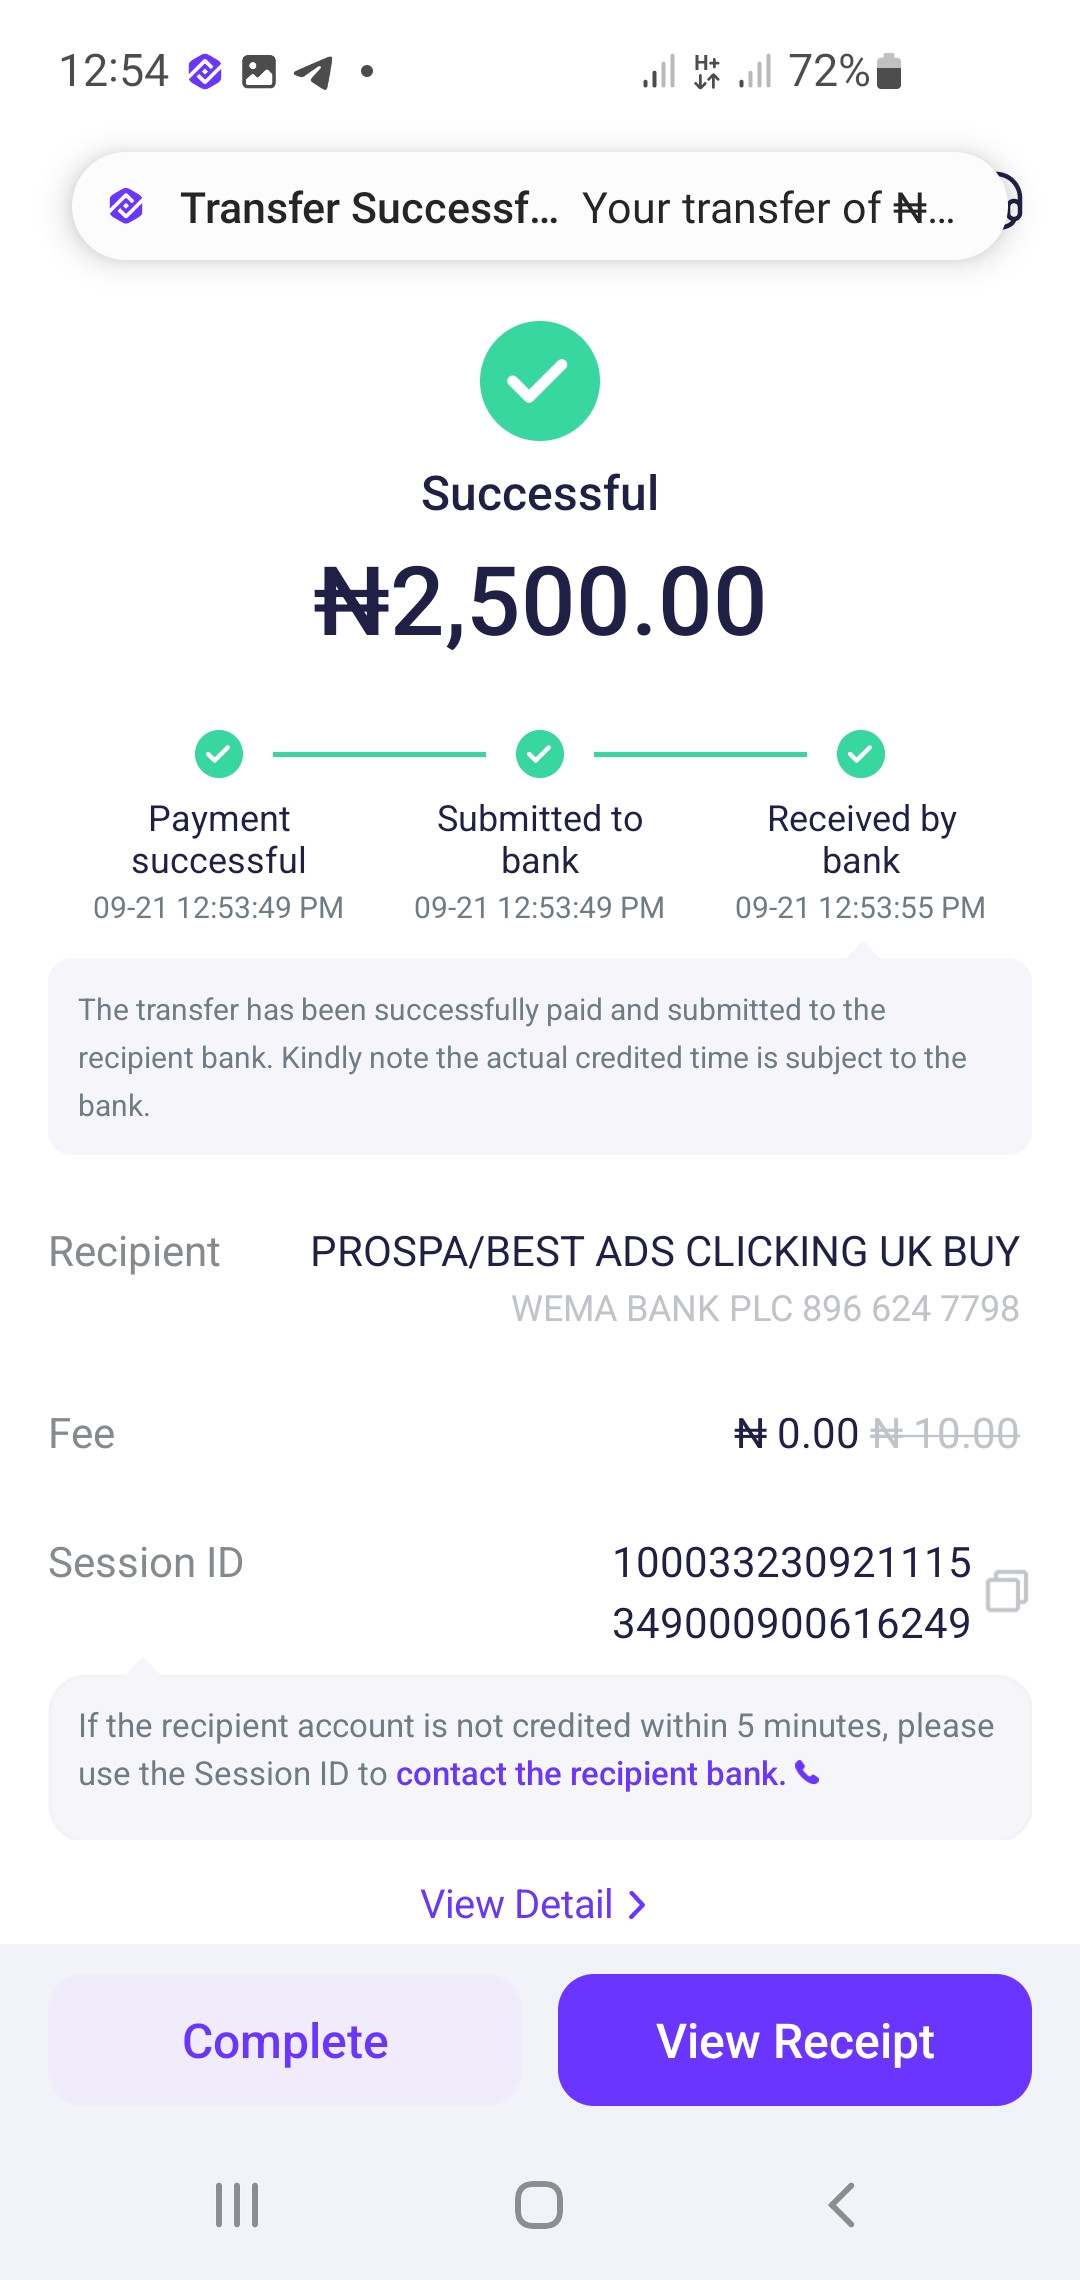 12:54
H+
72%
Transfer Successf... Your transfer of ₦...
Successful
₦2,500.00
Payment successful
09-21 12:53:49 PM
Submitted to bank
09-21 12:53:49 PM
Received by bank
09-21 12:53:55 PM
The transfer has been successfully paid and submitted to the
recipient bank. Kindly note the actual credited time is subject to the
bank.
Recipient PROSPA/BEST ADS CLICKING UK BUY
WEMA BANK PLC 896 624 7798
Fee ₦ 0.00 ₦ 10.00
Session ID 100033230921115
349000900616249
If the recipient account is not credited within 5 minutes, please
use the Session ID to contact the recipient bank.
View Detail >
Complete
View Receipt